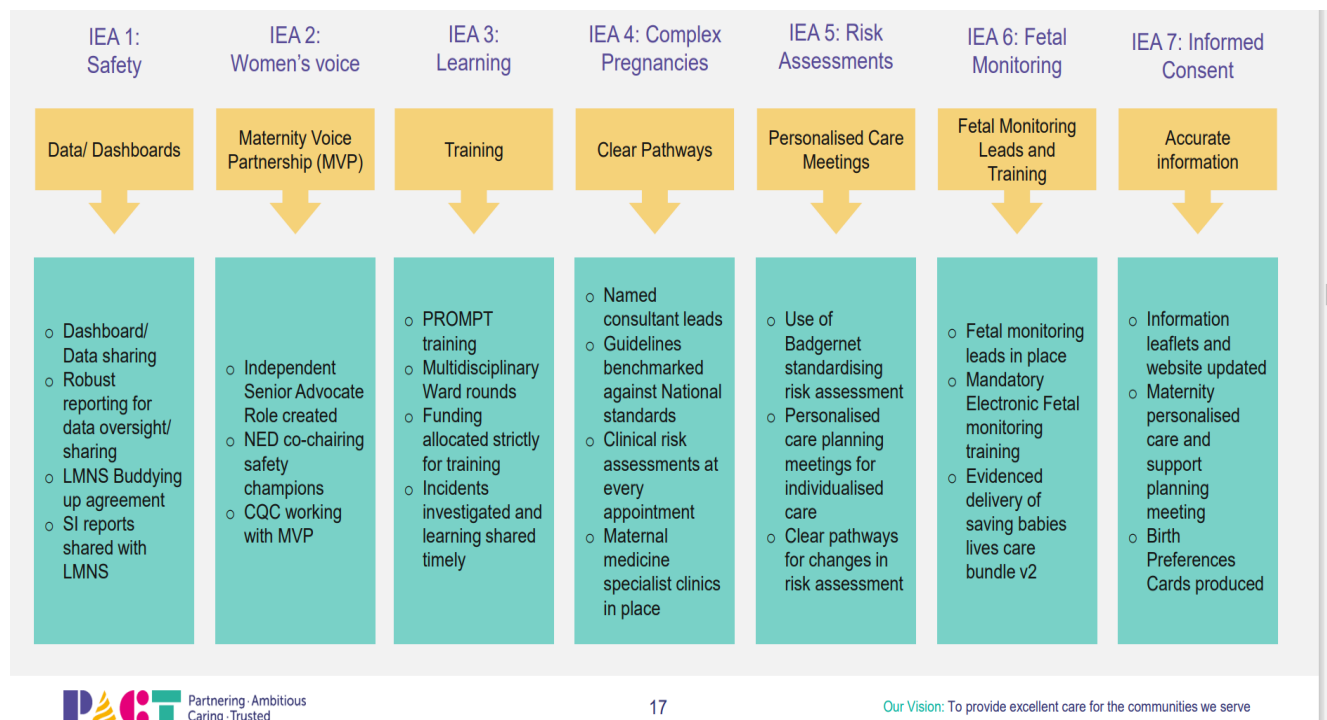 IEA 1:
Safety
IEA 2:
Women's voice
IEA 3:
Learning
IEA 4: Complex
Pregnancies
IEA 5: Risk
Assessments
IEA 6: Fetal
Monitoring
IEA 7: Informed
Consent
Data/ Dashboards
Maternity Voice
Partnership (MVP)
Training
Clear Pathways
Personalised Care
Meetings
Fetal Monitoring
Leads and
Training
Accurate
information
o Dashboard/
Data sharing
o Robust
reporting for
data oversight/
sharing
o LMNS Buddying
up agreement
o SI reports
shared with
LMNS
o Independent
Senior Advocate
Role created
o NED co-chairing
safety
champions
o CQC working
with MVP
o PROMPT
training
o Multidisciplinary
Ward rounds
o Funding
allocated strictly
for training
o Incidents
investigated and
learning shared
timely
o Named
consultant leads
o Guidelines
benchmarked
against National
standards
o Clinical risk
assessments at
every
appointment
o Maternal
medicine
specialist clinics
in place
o Use of
Badgernet
standardising
risk assessment
o Personalised
care planning
meetings for
individualised
care
o Clear pathways
for changes in
risk assessment
o Fetal monitoring
leads in place
o Mandatory
Electronic Fetal
monitoring
training
o Evidenced
delivery of
saving babies
lives care
bundle v2
o Information
leaflets and
website updated
o Maternity
personalised
care and
support
planning
meeting
o Birth
Preferences
Cards produced
PACT
Partnering · Ambitious
Caring · Trusted
17
Our Vision: To provide excellent care for the communities we serve